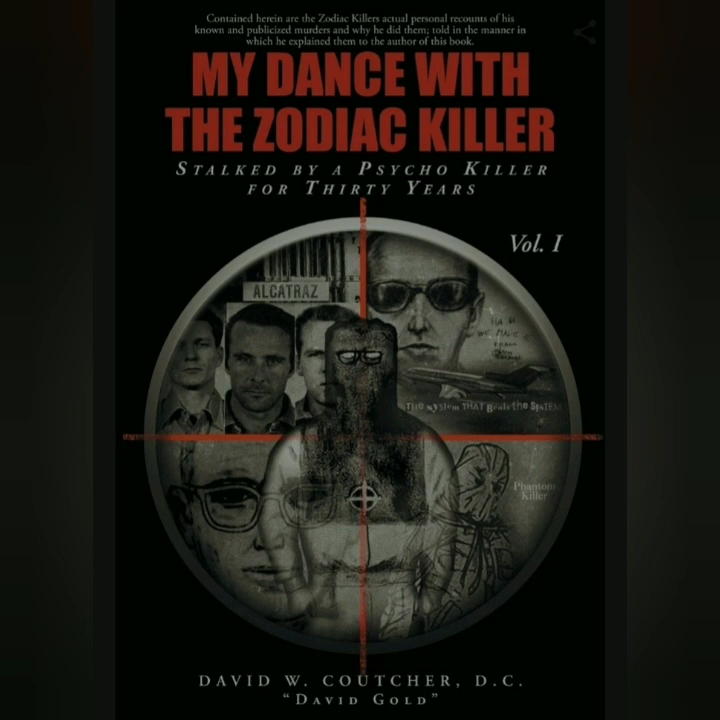 Contained herein are the Zodiac Killers actual personal recounts of his
known and publicized murders and why he did them; told in the manner in
which he explained them to the author of this book.
MY DANCE WITH
THE ZODIAC KILLER
STALKED BY A PSYCHO KILLER
FOR THIRTY YEARS
Vol. I
ALCATRAZ
HA H
WE MADE
The system THAT Beats the SYSTEM
Phantom
Killer
DAVID W. COUTCHER, D.C.
"DAVID GOLD"